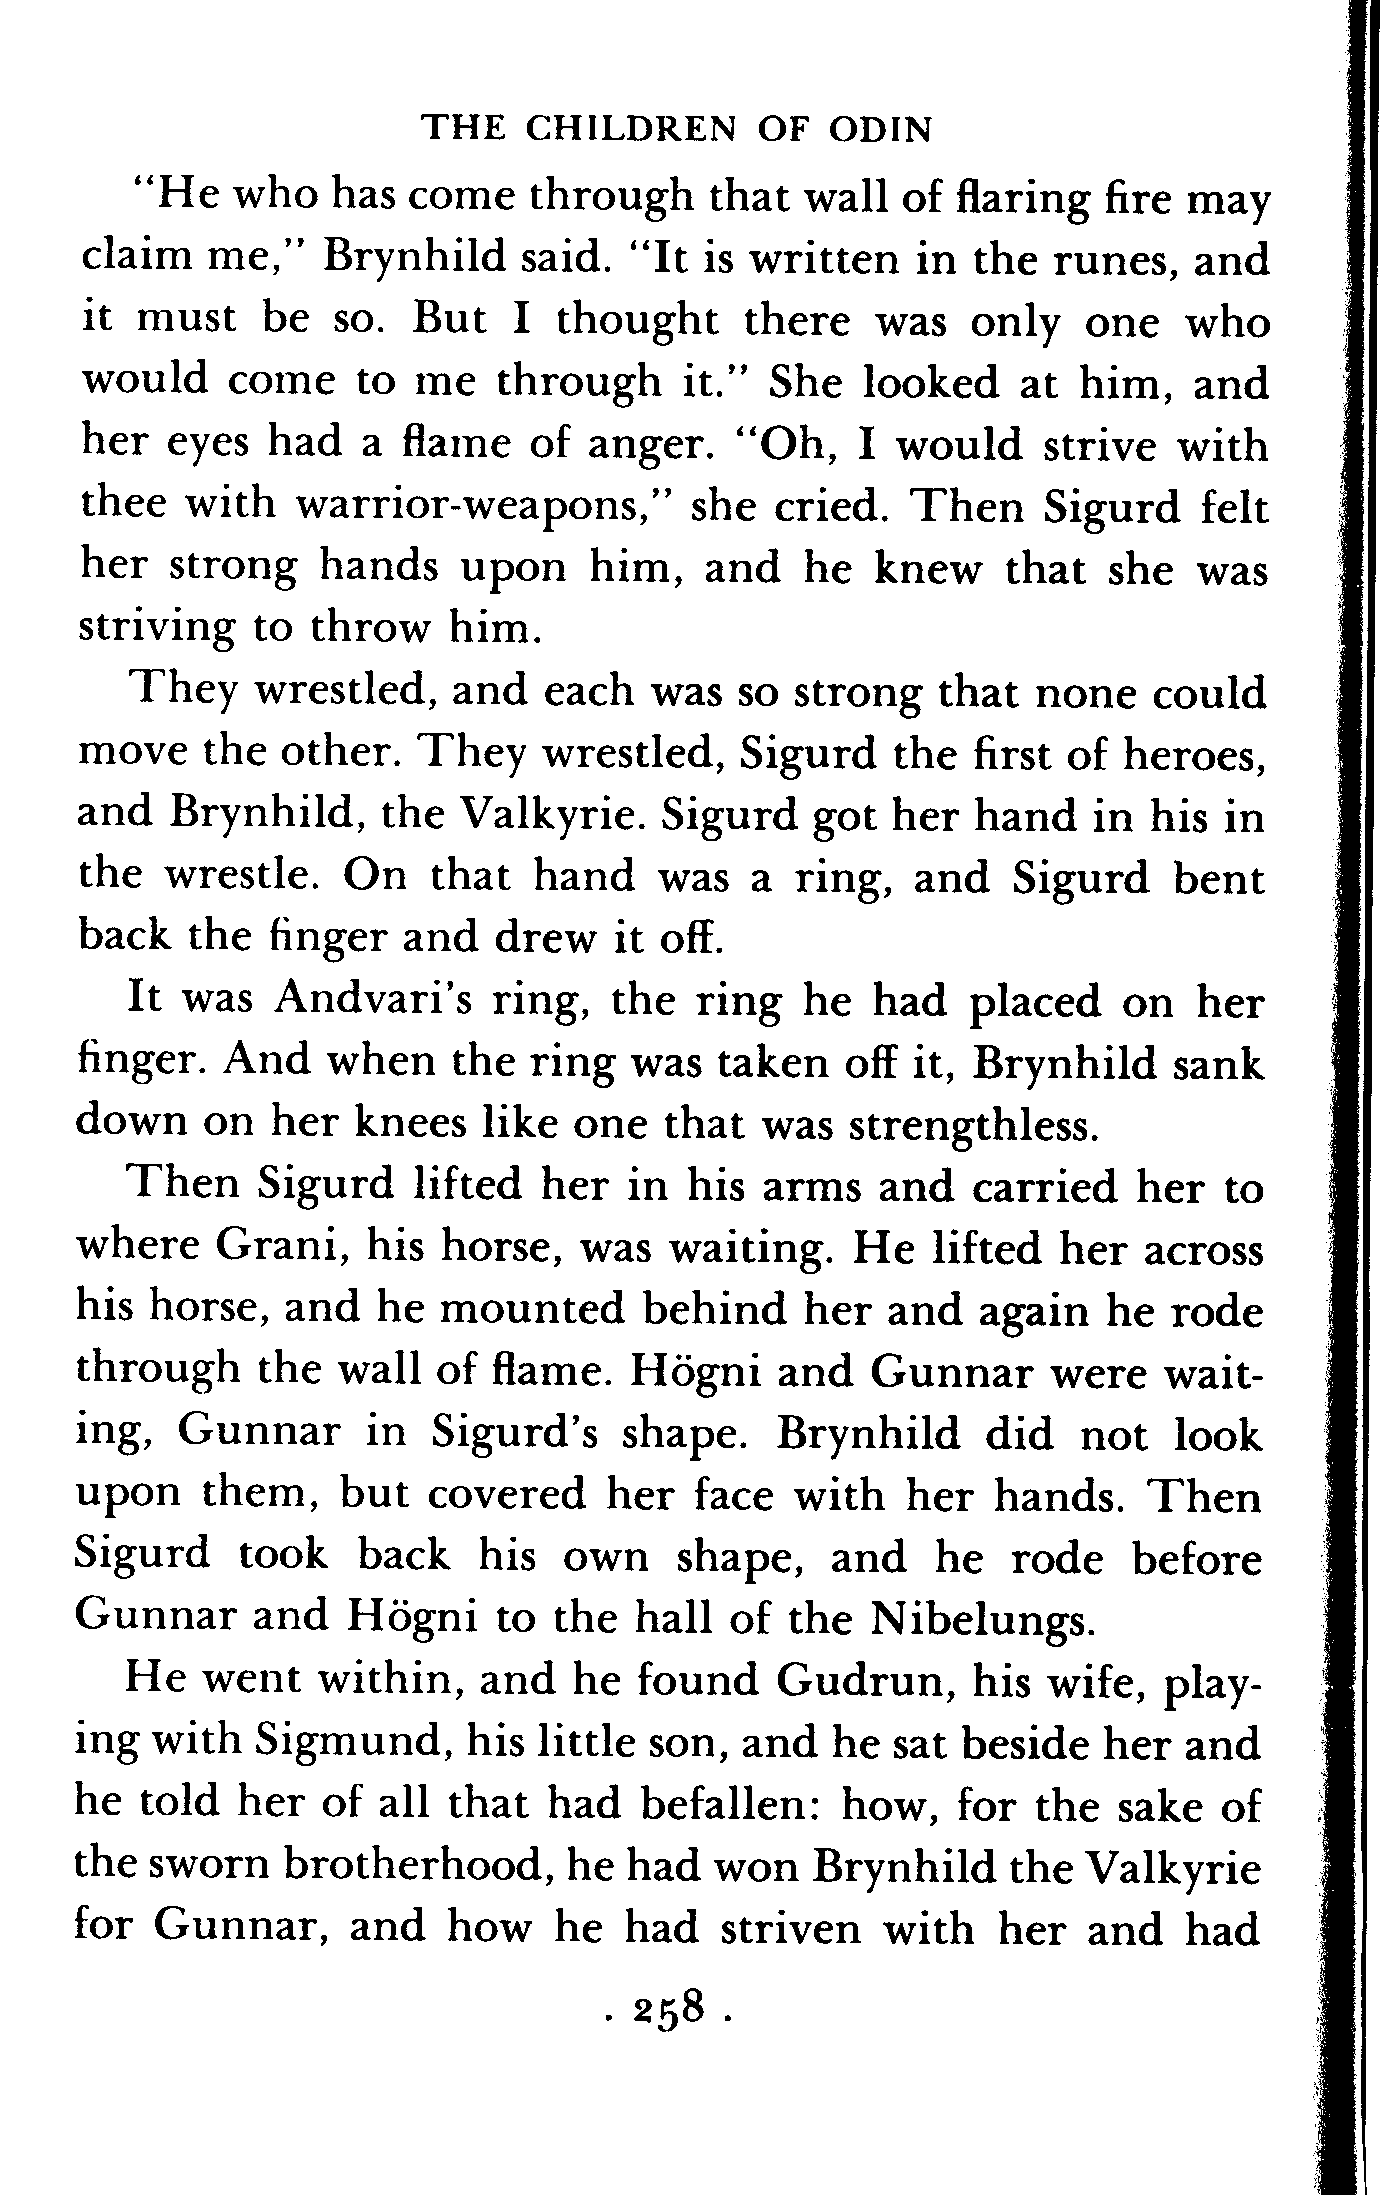 THE CHILDREN OF ODIN
"He who has come through that wall of flaring fire may
claim me," Brynhild said. "It is written in the runes, and
it must be so. But I thought there was only one who
would come to me through it." She looked at him, and
her eyes had a flame of anger. "Oh, I would strive with
thee with warrior-weapons," she cried. Then Sigurd felt
her strong hands upon him, and he knew that she was
striving to throw him.
They wrestled, and each was so strong that none could
move the other. They wrestled, Sigurd the first of heroes,
and Brynhild, the Valkyrie. Sigurd got her hand in his in
the wrestle. On that hand was a ring, and Sigurd bent
back the finger and drew it off.
It was Andvari's ring, the ring he had placed on her
finger. And when the ring was taken off it, Brynhild sank
down on her knees like one that was strengthless.
Then Sigurd lifted her in his arms and carried her to
where Grani, his horse, was waiting. He lifted her across
his horse, and he mounted behind her and again he rode
through the wall of flame. Högni and Gunnar were wait-
ing, Gunnar in Sigurd's shape. Brynhild did not look
upon them, but covered her face with her hands. Then
Sigurd took back his own shape, and he rode before
Gunnar and Högni to the hall of the Nibelungs.
He went within, and he found Gudrun, his wife, play-
ing with Sigmund, his little son, and he sat beside her and
he told her of all that had befallen: how, for the sake of
the sworn brotherhood, he had won Brynhild the Valkyrie
for Gunnar, and how he had striven with her and had
. 258 .